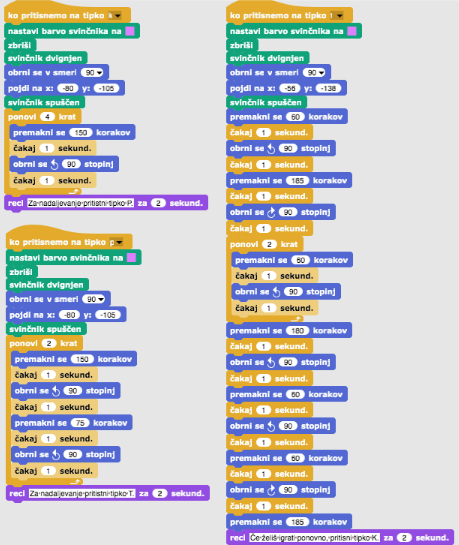 ko pritisnemo na tipko k
nastavi barvo svinčnika na
zbriši
svinčnik dvignjen
obrni se v smeri 90
pojdi na x: -80 y: -105
svinčnik spuščen
ponovi 4 krat
premakni se 150 korakov
čakaj 1 sekund.
obrni se 90 stopinj
čakaj 1 sekund.
reci Za nadaljevanje pritistni tipko P. za 2 sekund.
ko pritisnemo na tipko p
nastavi barvo svinčnika na
zbriši
svinčnik dvignjen
obrni se v smeri 90
pojdi na x: -80 y: -105
svinčnik spuščen
ponovi 2 krat
premakni se 150 korakov
čakaj 1 sekund.
obrni se 90 stopinj
čakaj 1 sekund.
premakni se 75 korakov
čakaj 1 sekund.
obrni se 90 stopinj
čakaj 1 sekund.
reci Za nadaljevanje pritistni tipko T. za 2 sekund.
ko pritisnemo na tipko t
nastavi barvo svinčnika na
zbriši
svinčnik dvignjen
obrni se v smeri 90
pojdi na x: -56 y: -138
svinčnik spuščen
premakni se 60 korakov
čakaj 1 sekund.
obrni se 90 stopinj
čakaj 1 sekund.
premakni se 185 korakov
čakaj 1 sekund.
obrni se 90 stopinj
čakaj 1 sekund.
ponovi 2 krat
premakni se 50 korakov
čakaj 1 sekund.
obrni se 90 stopinj
čakaj 1 sekund.
premakni se 180 korakov
čakaj 1 sekund.
obrni se 90 stopinj
čakaj 1 sekund.
premakni se 60 korakov
čakaj 1 sekund.
obrni se 90 stopinj
čakaj 1 sekund.
premakni se 60 korakov
čakaj 1 sekund.
obrni se 90 stopinj
čakaj 1 sekund.
premakni se 185 korakov
reci Če želiš igrati ponovno, pritisni tipko K. za 2 sekund.